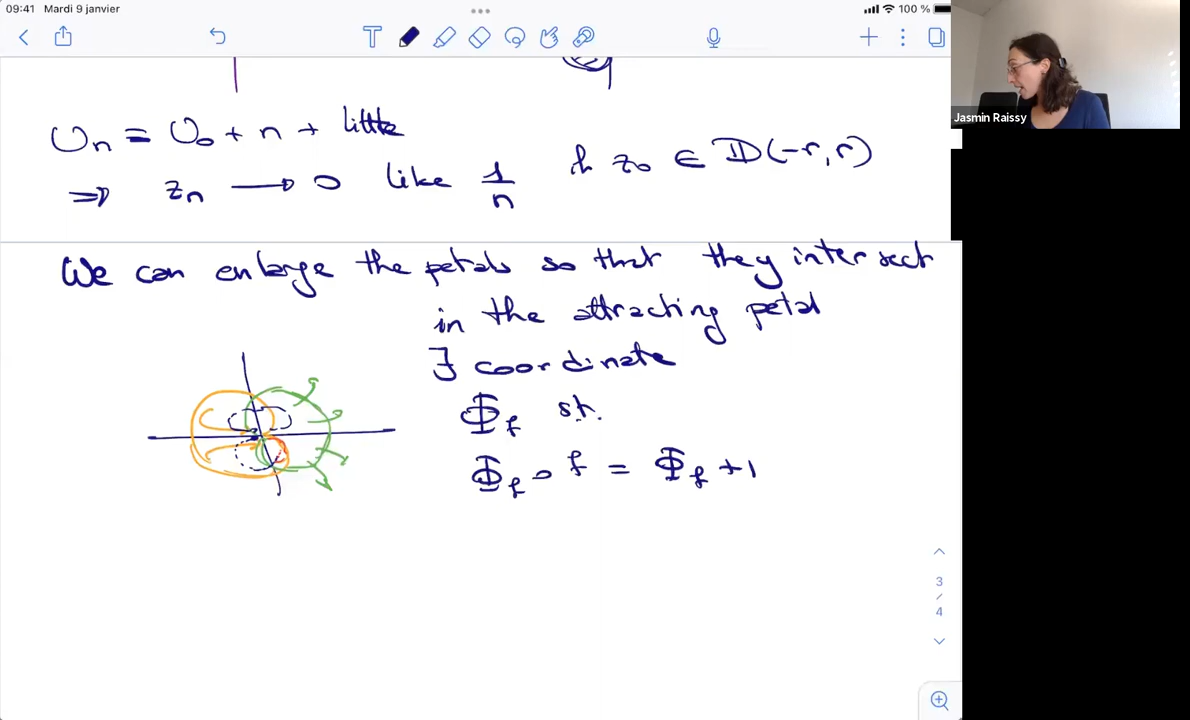 09:41 Mardi 9 janvier
100 %
Jasmin Raissy
U_n = U_0 + n + little
⇒ z_n → 0 like 1/n if z_0 ∈ D(-r, r)
We can enlarge the petals so that they intersect
in the attracting petal
∃ coordinate
Φ_f st.
Φ_f ∘ f = Φ_f + 1
3
/
4